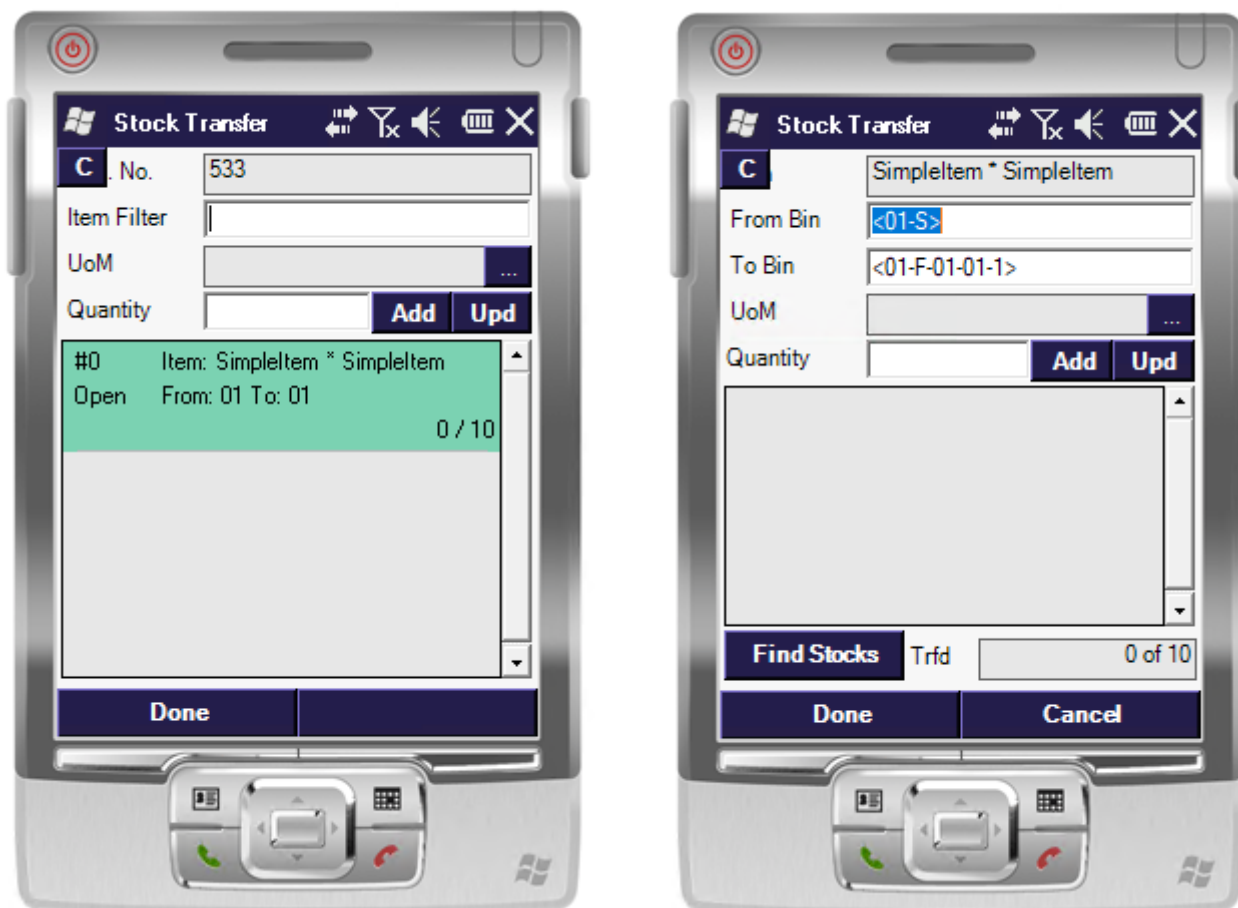 Stock Transfer
C . No. 533
Item Filter
UoM ...
Quantity Add Upd
#0 Item: SimpleItem * SimpleItem
Open From: 01 To: 01
0 / 10
Done
Stock Transfer
C SimpleItem * SimpleItem
From Bin <01-S>
To Bin <01-F-01-01-1>
UoM ...
Quantity Add Upd
Find Stocks Trfd 0 of 10
Done Cancel